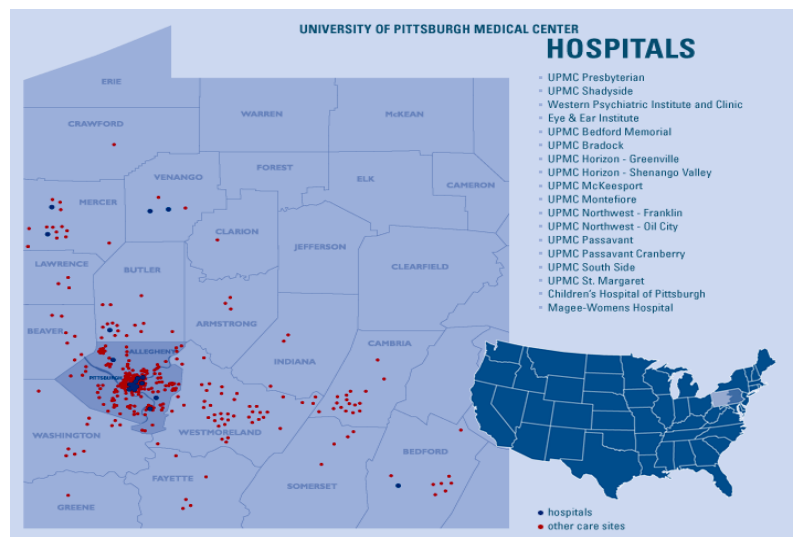 UNIVERSITY OF PITTSBURGH MEDICAL CENTER
HOSPITALS
UPMC Presbyterian
UPMC Shadyside
Western Psychiatric Institute and Clinic
Eye & Ear Institute
UPMC Bedford Memorial
UPMC Bradock
UPMC Horizon - Greenville
UPMC Horizon - Shenango Valley
UPMC McKeesport
UPMC Montefiore
UPMC Northwest - Franklin
UPMC Northwest - Oil City
UPMC Passavant
UPMC Passavant Cranberry
UPMC South Side
UPMC St. Margaret
Children's Hospital of Pittsburgh
Magee-Womens Hospital
ERIE
CRAWFORD
WARREN
McKEAN
VENANGO
FOREST
ELK
CAMERON
MERCER
CLARION
JEFFERSON
LAWRENCE
BUTLER
CLEARFIELD
BEAVER
ARMSTRONG
ALLEGHENY
INDIANA
CAMBRIA
PITTSBURGH
WASHINGTON
WESTMORELAND
BEDFORD
FAYETTE
SOMERSET
GREENE
hospitals
other care sites